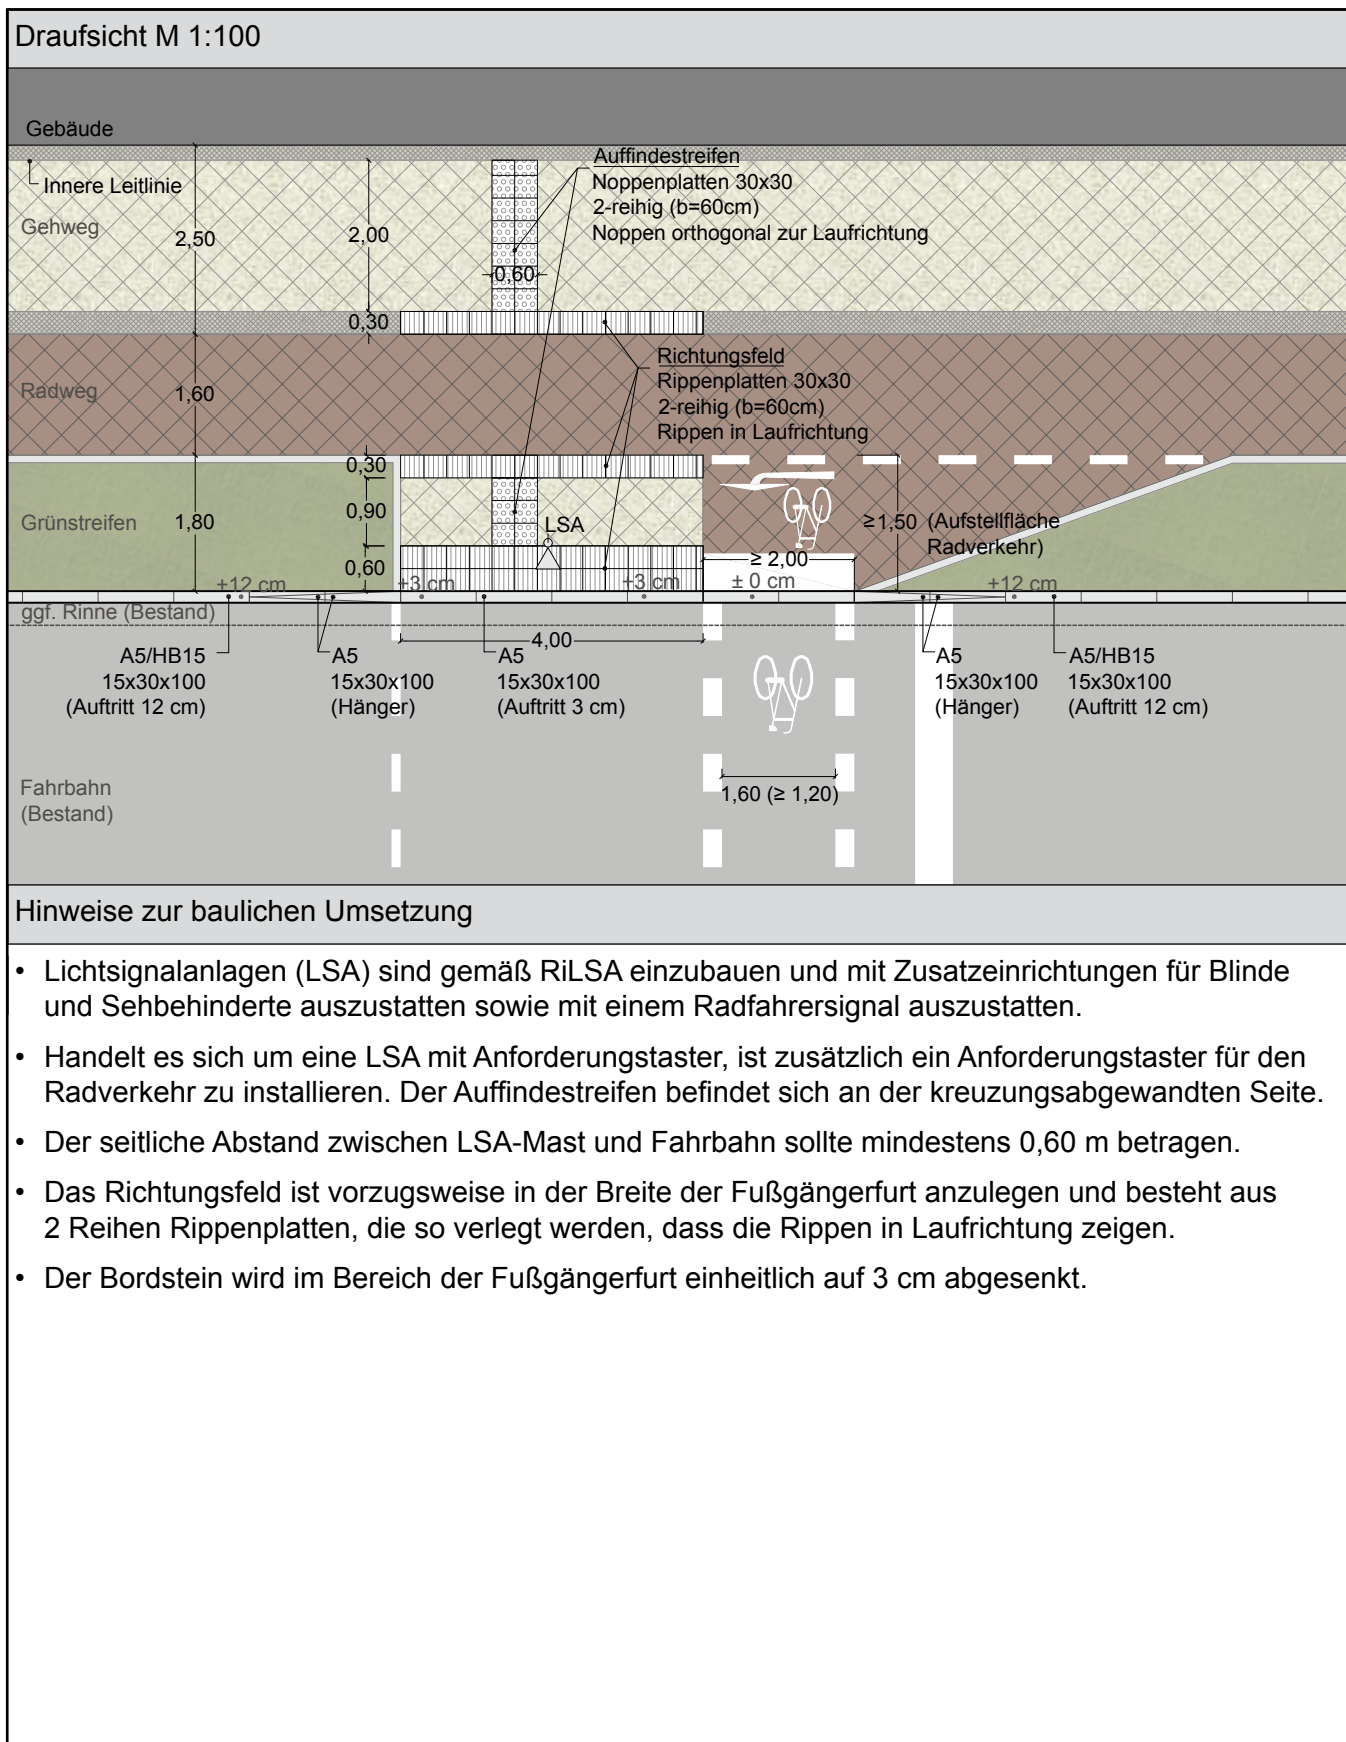 Draufsicht M 1:100
Gebäude
Innere Leitlinie
Gehweg
2,50
2,00
0,60
0,30
Auffindestreifen
Noppenplatten 30x30
2-reihig (b=60cm)
Noppen orthogonal zur Laufrichtung
Radweg
1,60
Richtungsfeld
Rippenplatten 30x30
2-reihig (b=60cm)
Rippen in Laufrichtung
0,30
0,90
0,60
Grünstreifen
1,80
LSA
≥ 2,00
≥1,50 (Aufstellfläche
Radverkehr)
+12 cm
+3 cm
+3 cm
± 0 cm
+12 cm
ggf. Rinne (Bestand)
4,00
A5/HB15
15x30x100
(Auftritt 12 cm)
A5
15x30x100
(Hänger)
A5
15x30x100
(Auftritt 3 cm)
A5
15x30x100
(Hänger)
A5/HB15
15x30x100
(Auftritt 12 cm)
1,60 (≥ 1,20)
Fahrbahn
(Bestand)
Hinweise zur baulichen Umsetzung
• Lichtsignalanlagen (LSA) sind gemäß RiLSA einzubauen und mit Zusatzeinrichtungen für Blinde
und Sehbehinderte auszustatten sowie mit einem Radfahrersignal auszustatten.
• Handelt es sich um eine LSA mit Anforderungstaster, ist zusätzlich ein Anforderungstaster für den
Radverkehr zu installieren. Der Auffindestreifen befindet sich an der kreuzungsabgewandten Seite.
• Der seitliche Abstand zwischen LSA-Mast und Fahrbahn sollte mindestens 0,60 m betragen.
• Das Richtungsfeld ist vorzugsweise in der Breite der Fußgängerfurt anzulegen und besteht aus
2 Reihen Rippenplatten, die so verlegt werden, dass die Rippen in Laufrichtung zeigen.
• Der Bordstein wird im Bereich der Fußgängerfurt einheitlich auf 3 cm abgesenkt.